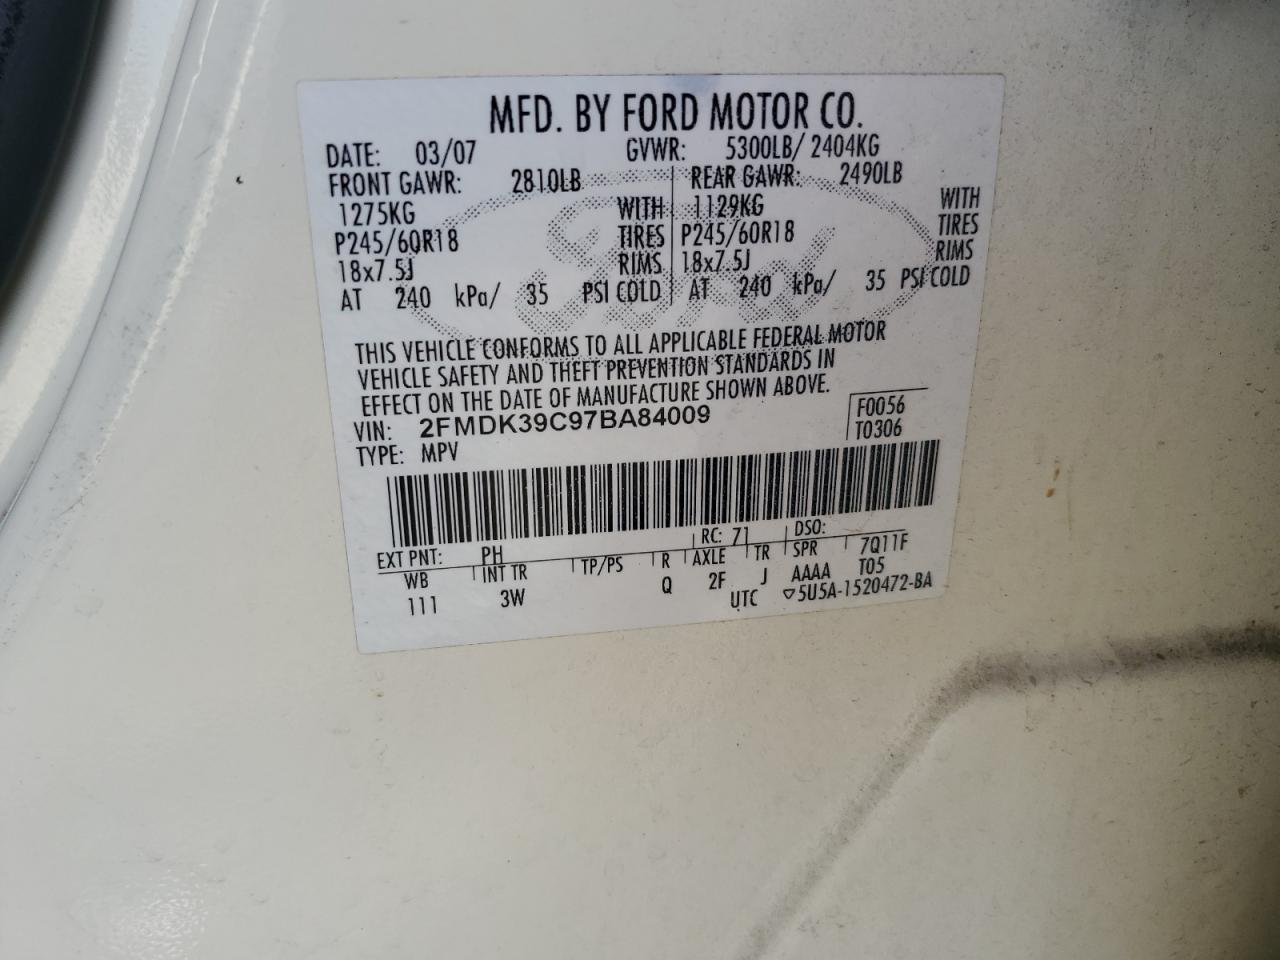 MFD. BY FORD MOTOR CO.
DATE: 03/07 GVWR: 5300LB/ 2404KG
FRONT GAWR: 2810LB REAR GAWR: 2490LB
1275KG WITH 1129KG WITH
P245/60R18 TIRES P245/60R18 TIRES
18x7.5J RIMS 18x7.5J RIMS
AT 240 kPa/ 35 PSI COLD AT 240 kPa/ 35 PSI COLD
Ford
THIS VEHICLE CONFORMS TO ALL APPLICABLE FEDERAL MOTOR
VEHICLE SAFETY AND THEFT PREVENTION STANDARDS IN
EFFECT ON THE DATE OF MANUFACTURE SHOWN ABOVE.
VIN: 2FMDK39C97BA84009 F0056
TYPE: MPV T0306
EXT PNT: PH RC: 71 DSO:
WB INT TR TP/PS R AXLE TR SPR 7Q11F
111 3W Q 2F J AAAA T05
UTC ▽5U5A-1520472-BA